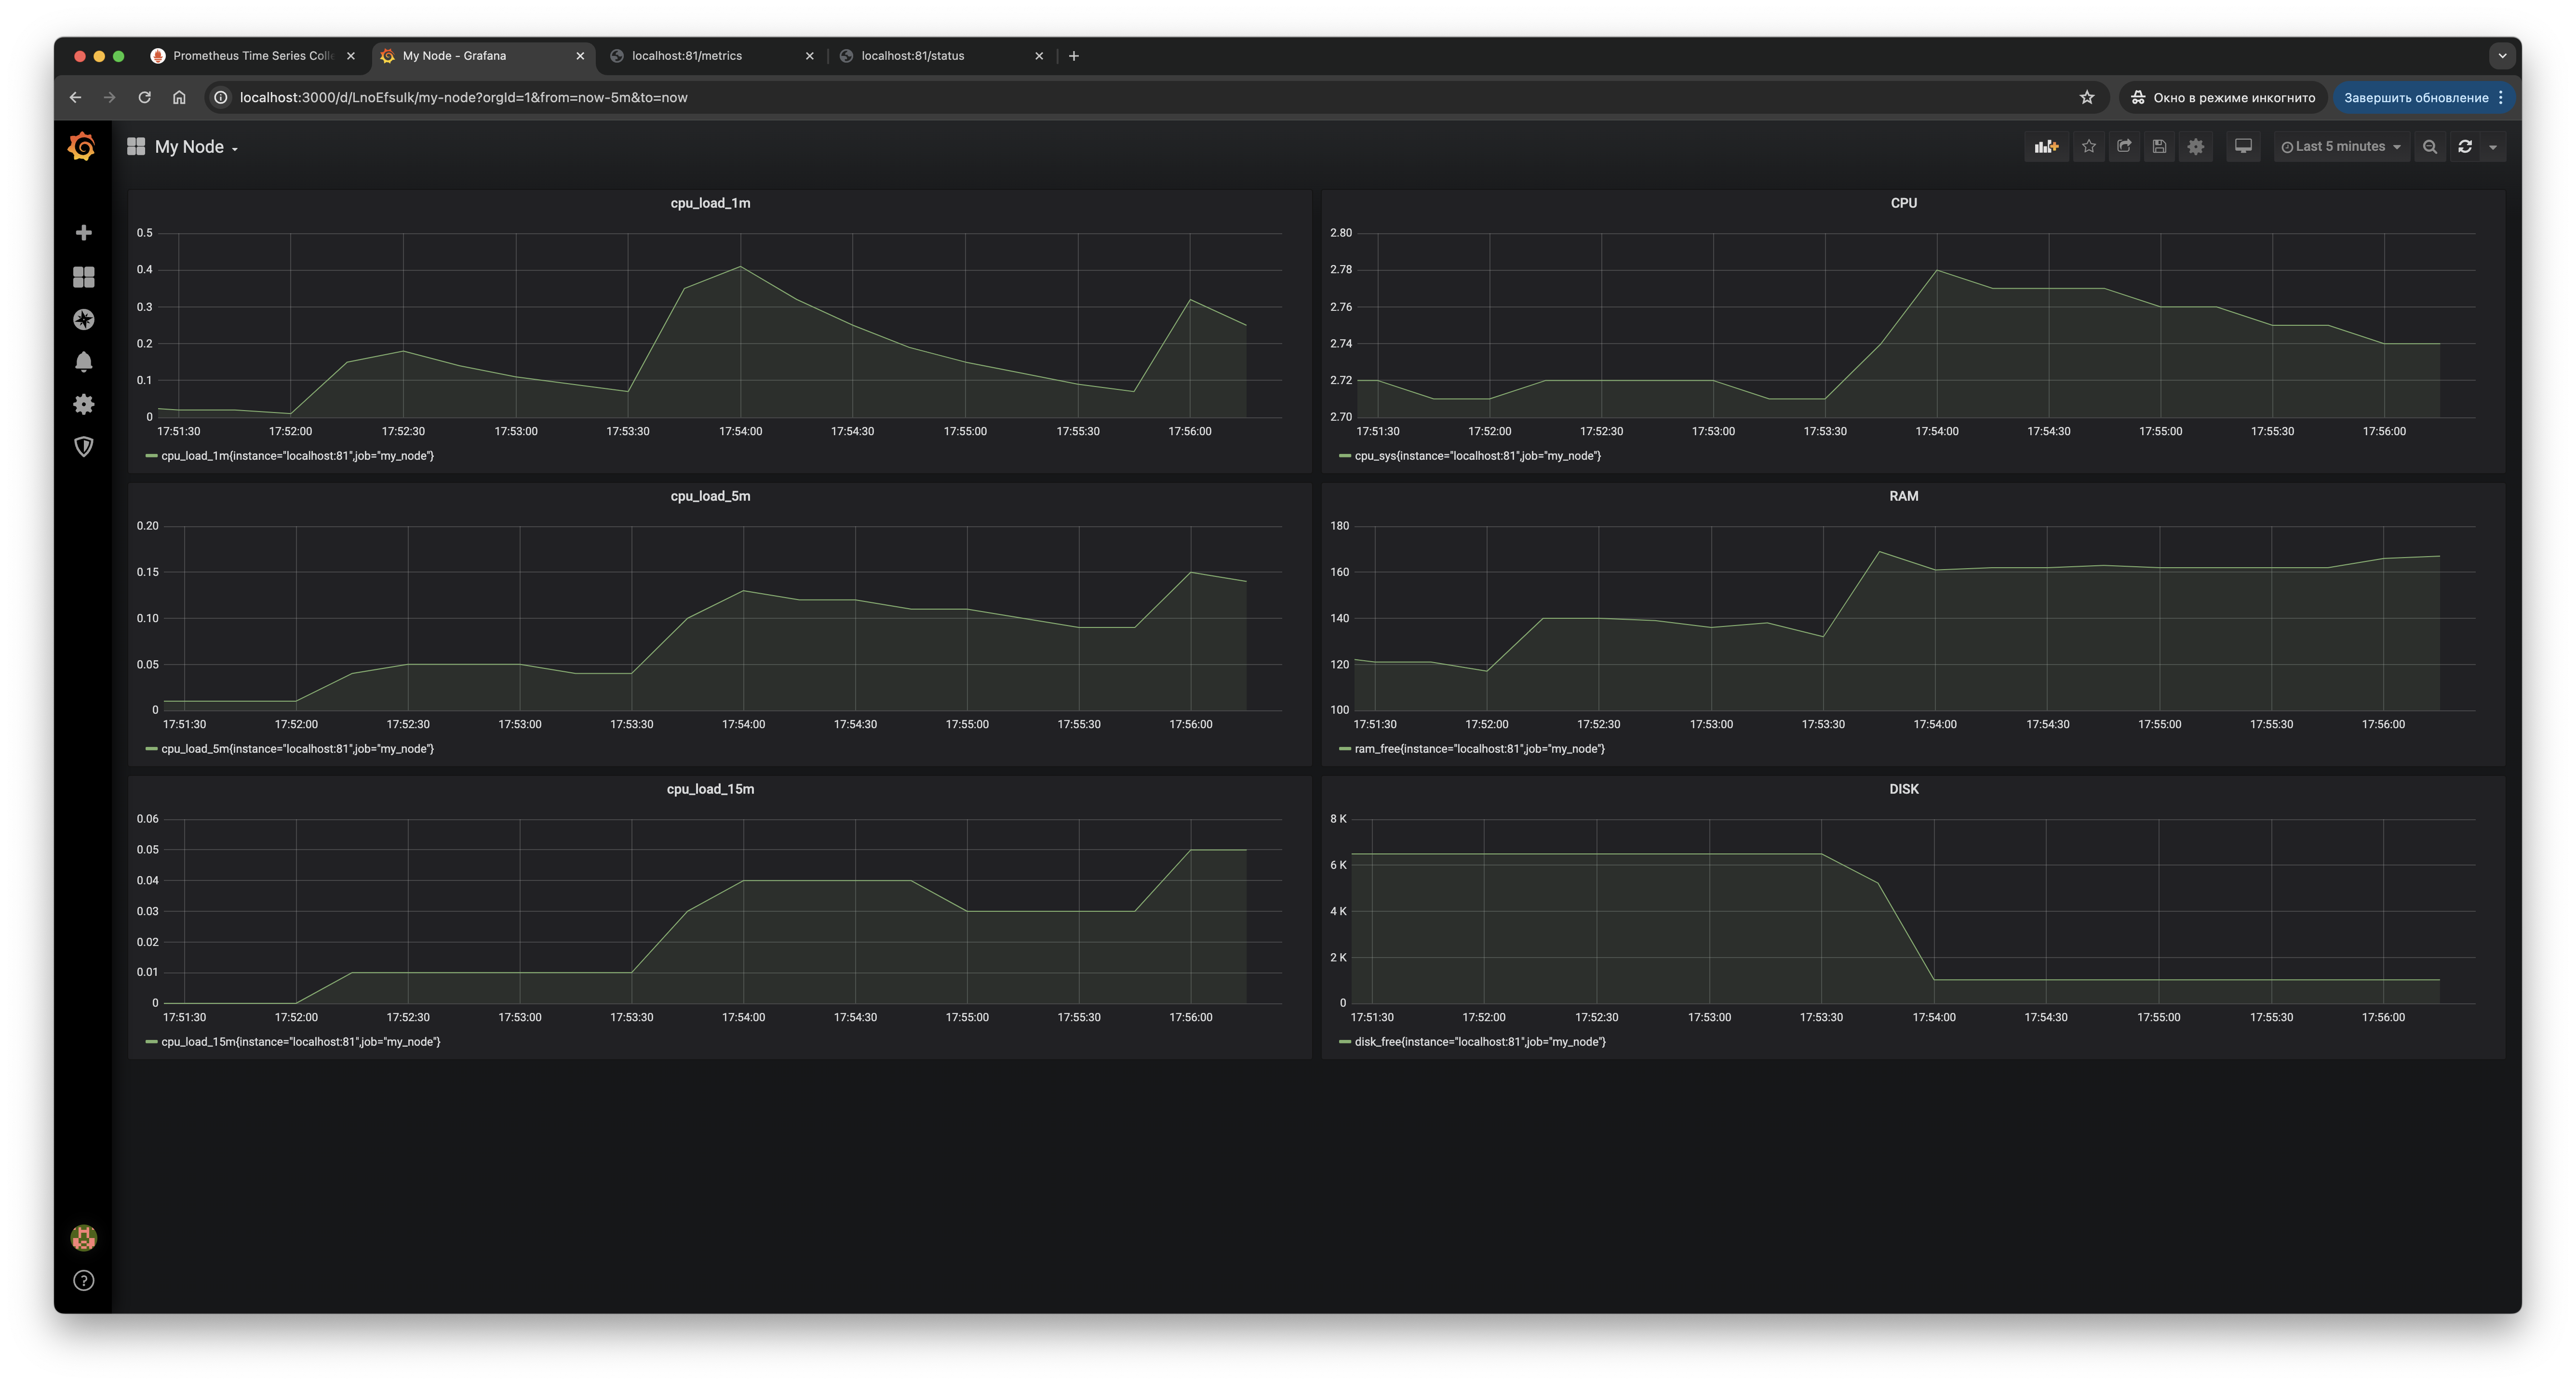 Prometheus Time Series Colle
My Node - Grafana
localhost:81/metrics
localhost:81/status
localhost:3000/d/LnoEfsulk/my-node?orgId=1&from=now-5m&to=now
Окно в режиме инкогнито
Завершить обновление
My Node
Last 5 minutes
cpu_load_1m
0.5
0.4
0.3
0.2
0.1
0
17:51:30 17:52:00 17:52:30 17:53:00 17:53:30 17:54:00 17:54:30 17:55:00 17:55:30 17:56:00
cpu_load_1m{instance="localhost:81",job="my_node"}
CPU
2.80
2.78
2.76
2.74
2.72
2.70
17:51:30 17:52:00 17:52:30 17:53:00 17:53:30 17:54:00 17:54:30 17:55:00 17:55:30 17:56:00
cpu_sys{instance="localhost:81",job="my_node"}
cpu_load_5m
0.20
0.15
0.10
0.05
0
17:51:30 17:52:00 17:52:30 17:53:00 17:53:30 17:54:00 17:54:30 17:55:00 17:55:30 17:56:00
cpu_load_5m{instance="localhost:81",job="my_node"}
RAM
180
160
140
120
100
17:51:30 17:52:00 17:52:30 17:53:00 17:53:30 17:54:00 17:54:30 17:55:00 17:55:30 17:56:00
ram_free{instance="localhost:81",job="my_node"}
cpu_load_15m
0.06
0.05
0.04
0.03
0.02
0.01
0
17:51:30 17:52:00 17:52:30 17:53:00 17:53:30 17:54:00 17:54:30 17:55:00 17:55:30 17:56:00
cpu_load_15m{instance="localhost:81",job="my_node"}
DISK
8 K
6 K
4 K
2 K
0
17:51:30 17:52:00 17:52:30 17:53:00 17:53:30 17:54:00 17:54:30 17:55:00 17:55:30 17:56:00
disk_free{instance="localhost:81",job="my_node"}